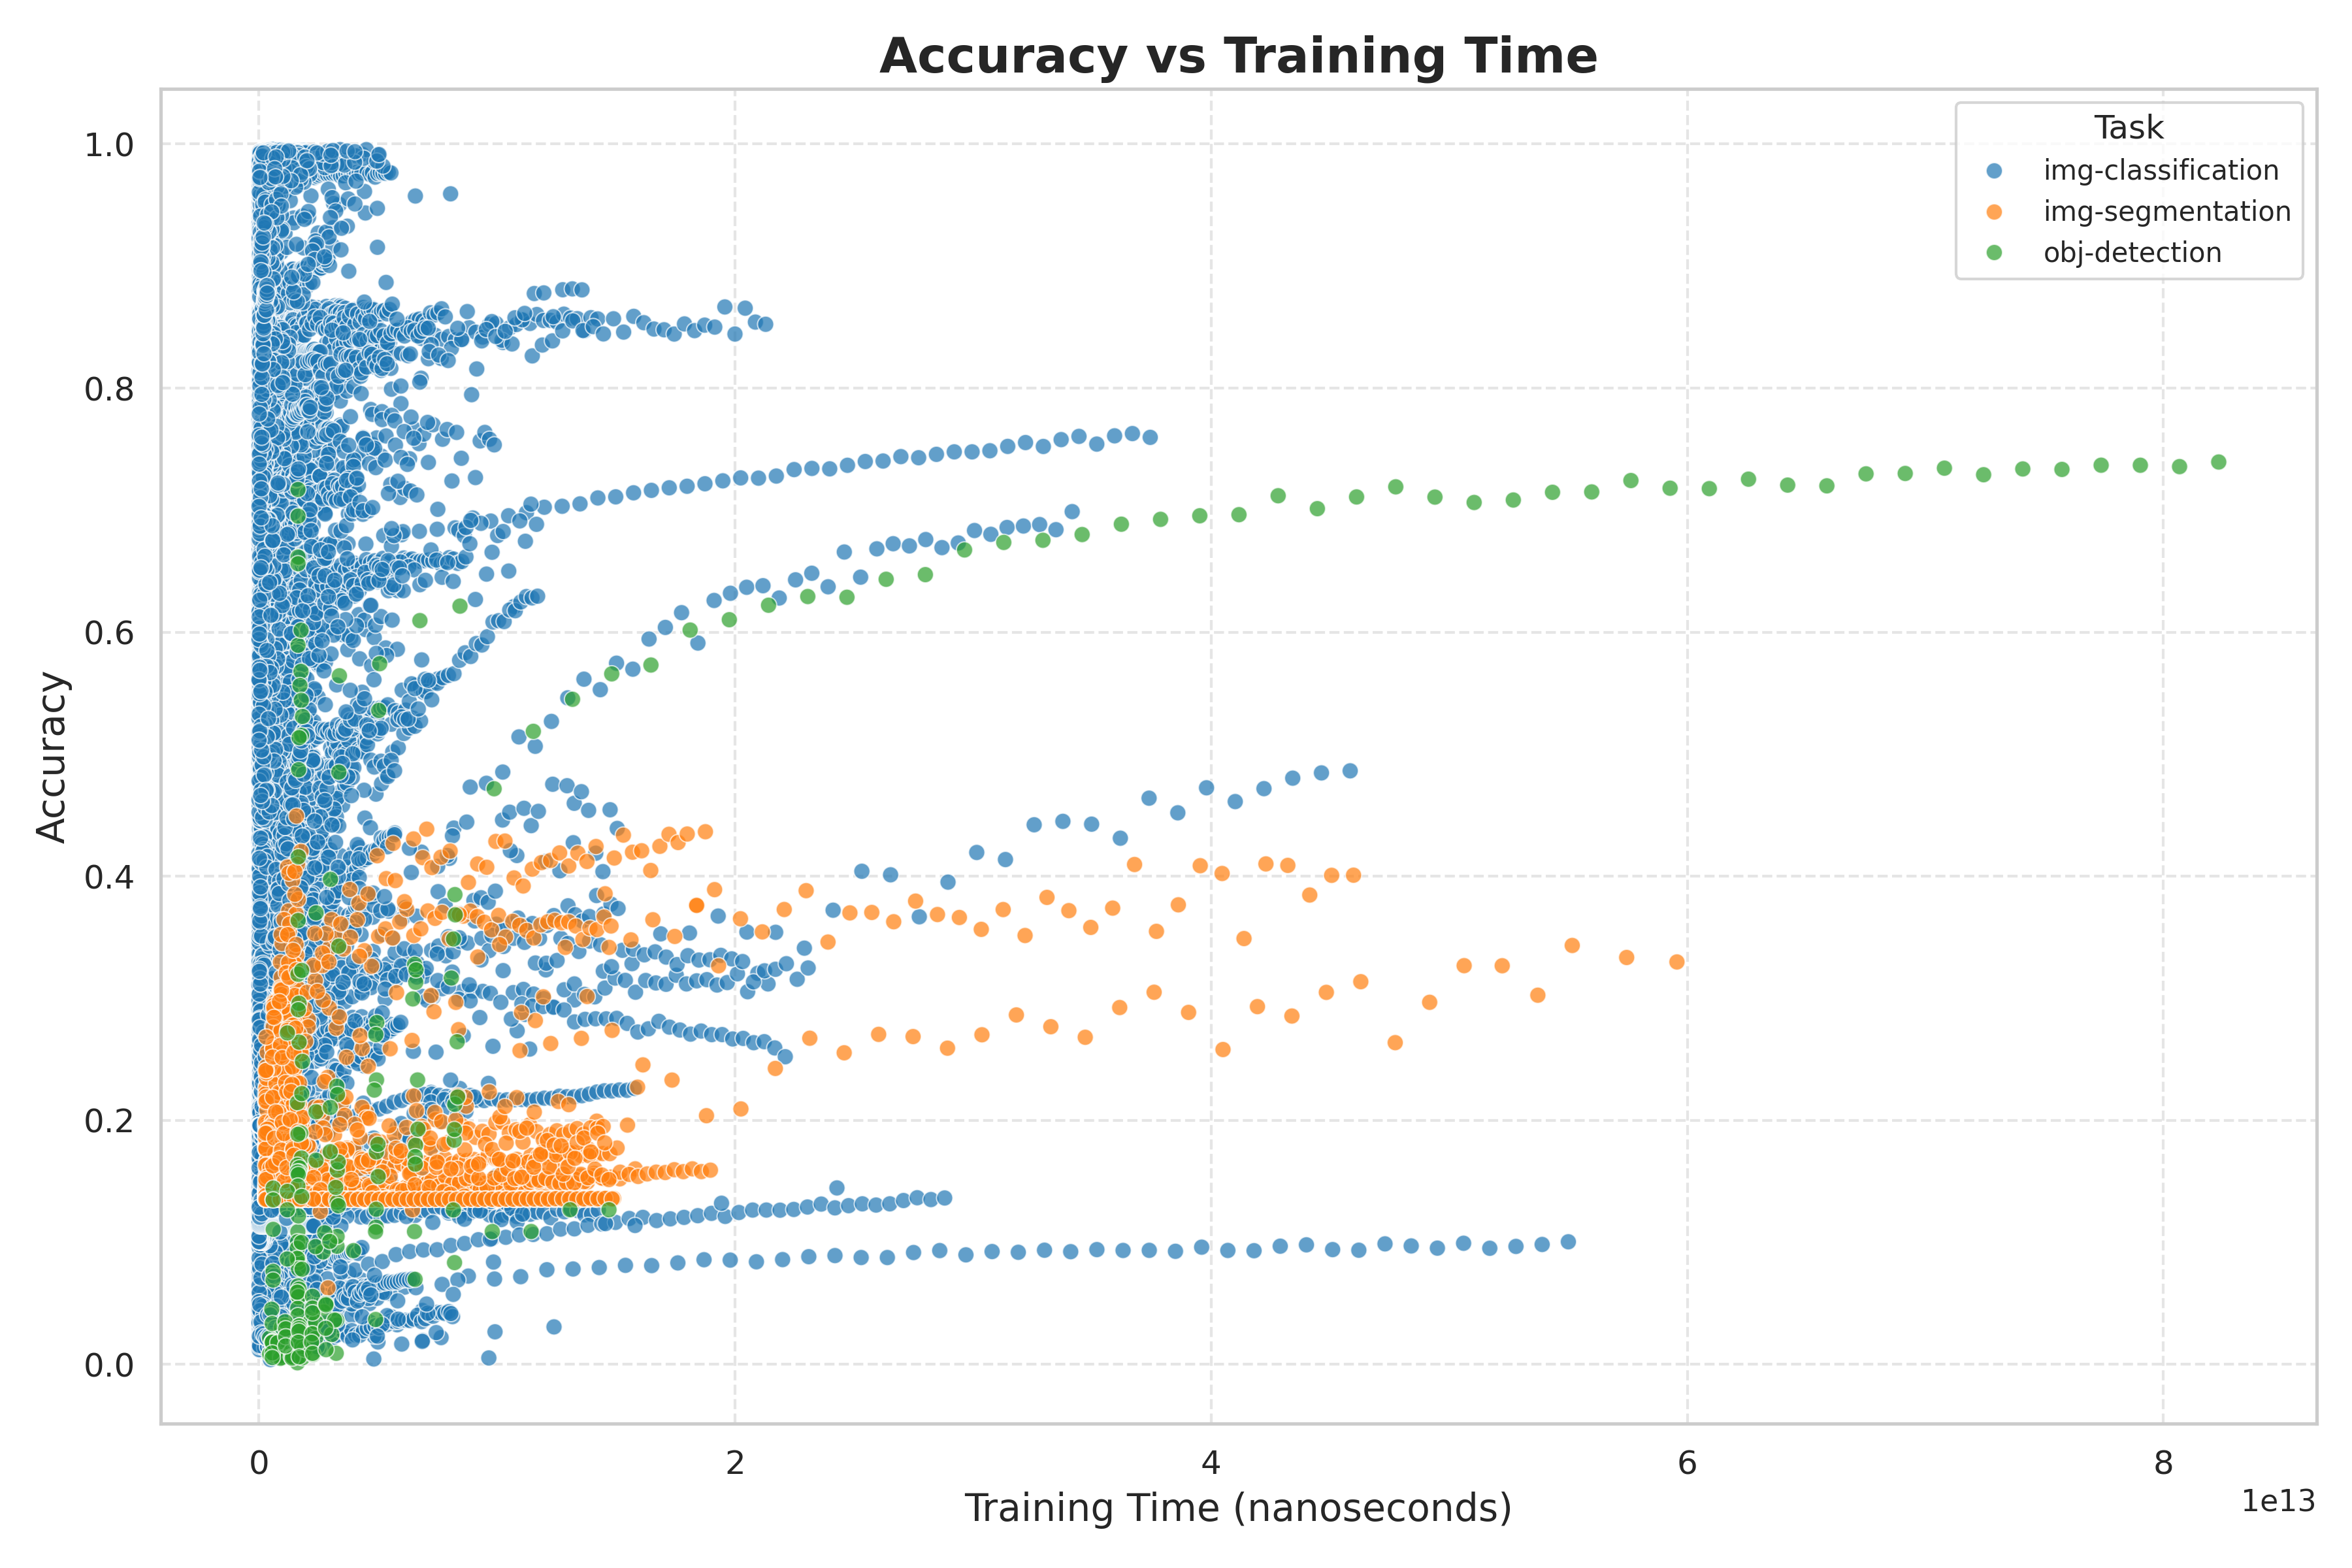 Accuracy vs Training Time
Task
img-classification
img-segmentation
obj-detection
1.0
0.8
0.6
0.4
0.2
0.0
Accuracy
0 2 4 6 8
1e13
Training Time (nanoseconds)